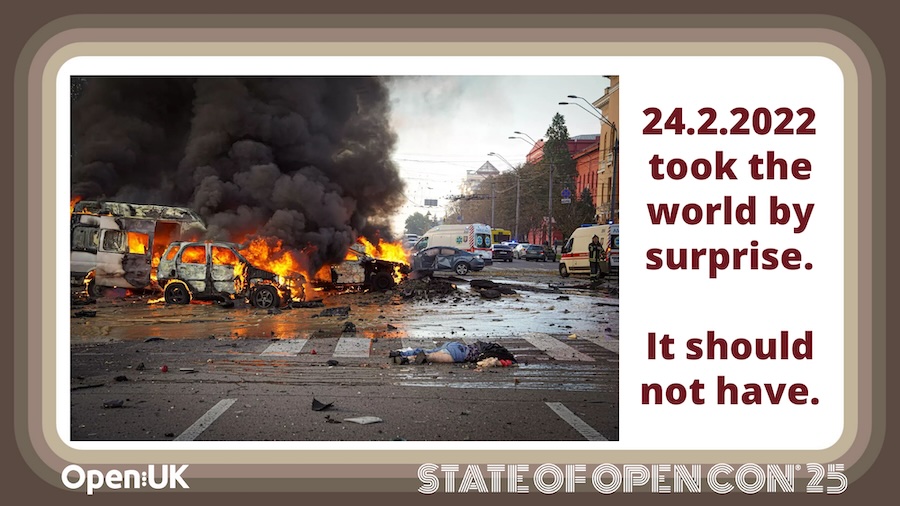 24.2.2022
took the
world by
surprise.
It should
not have.
Open:UK
STATE OF OPEN CON® 25